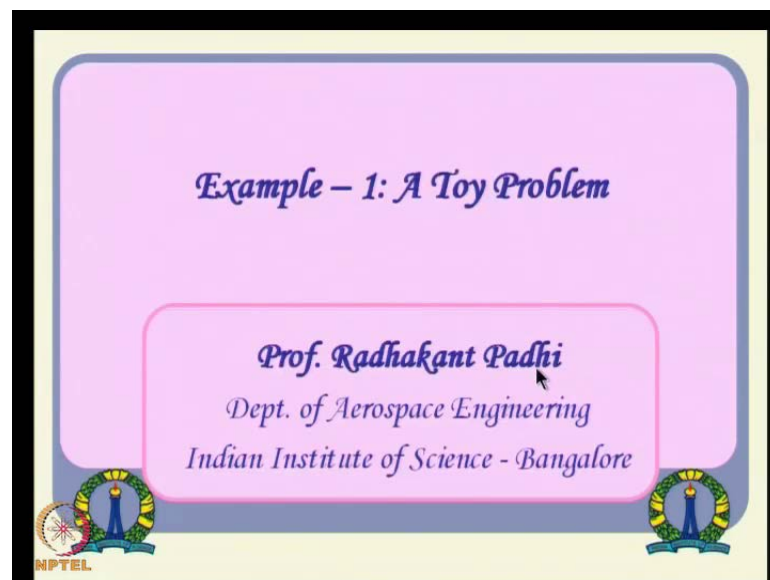 Example – 1: A Toy Problem
Prof. Radhakant Padhi
Dept. of Aerospace Engineering
Indian Institute of Science - Bangalore
NPTEL